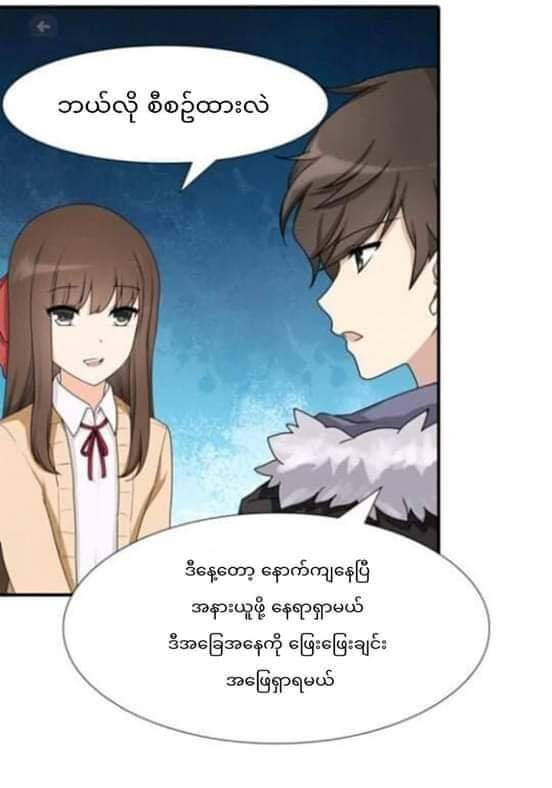 ဘယ်လို စီစဉ်ထားလဲ
ဒီနေ့တော့ နောက်ကျနေပြီ
အနားယူဖို့ နေရာရှာမယ်
ဒီအခြေအနေကို ဖြေးဖြေးချင်း
အဖြေရှာရမယ်